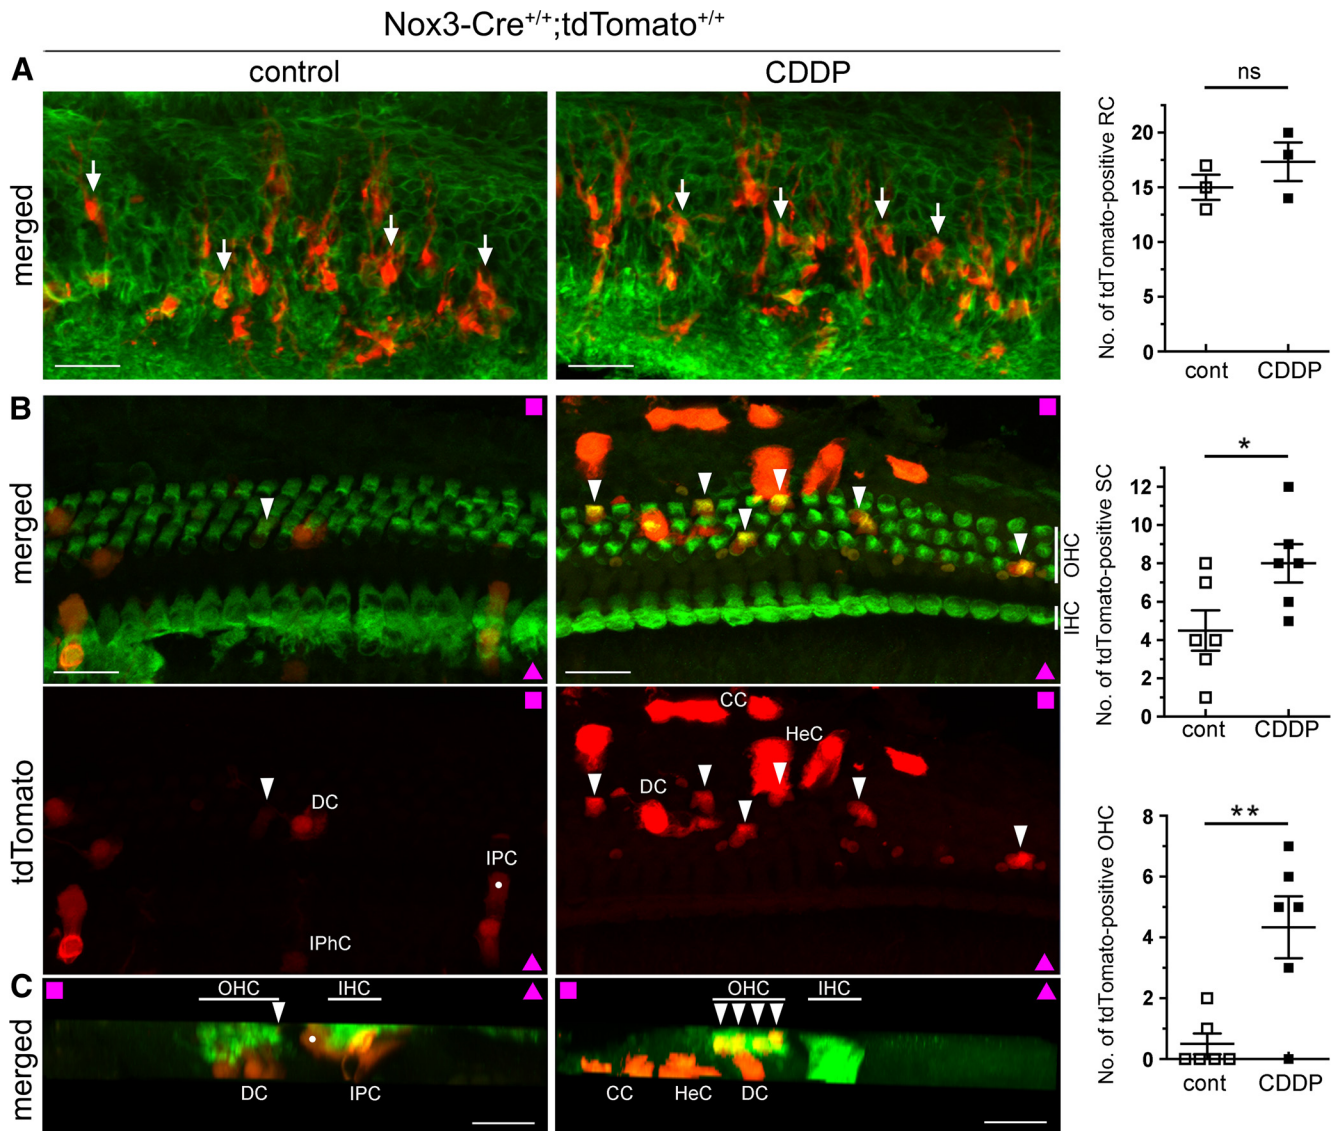 Nox3-Cre+/+;tdTomato+/+
control
CDDP
A
merged
No. of tdTomato-positive RC
ns
20
15
10
5
0
cont
CDDP
B
merged
OHC
IHC
No. of tdTomato-positive SC
*
12
10
8
6
4
2
0
cont
CDDP
tdTomato
DC
IPC
IPhC
CC
HeC
DC
No. of tdTomato-positive OHC
**
8
6
4
2
0
cont
CDDP
C
merged
OHC
IHC
DC
IPC
OHC
IHC
CC
HeC
DC